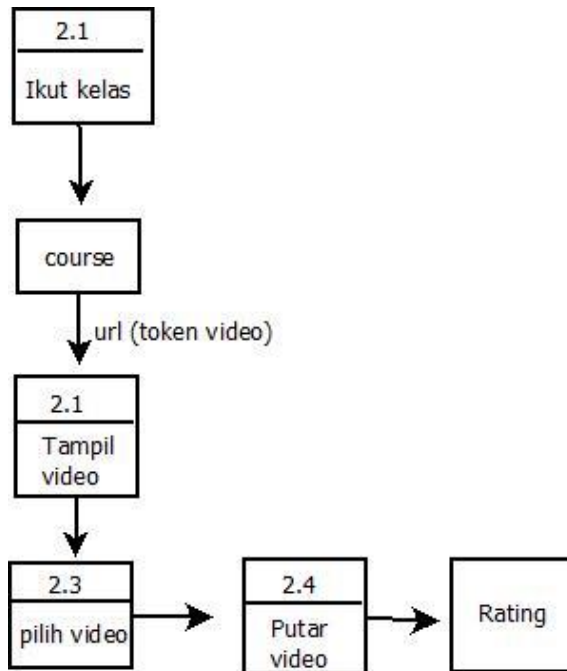 2.1
Ikut kelas
course
url (token video)
2.1
Tampil
video
2.3
pilih video
2.4
Putar
video
Rating